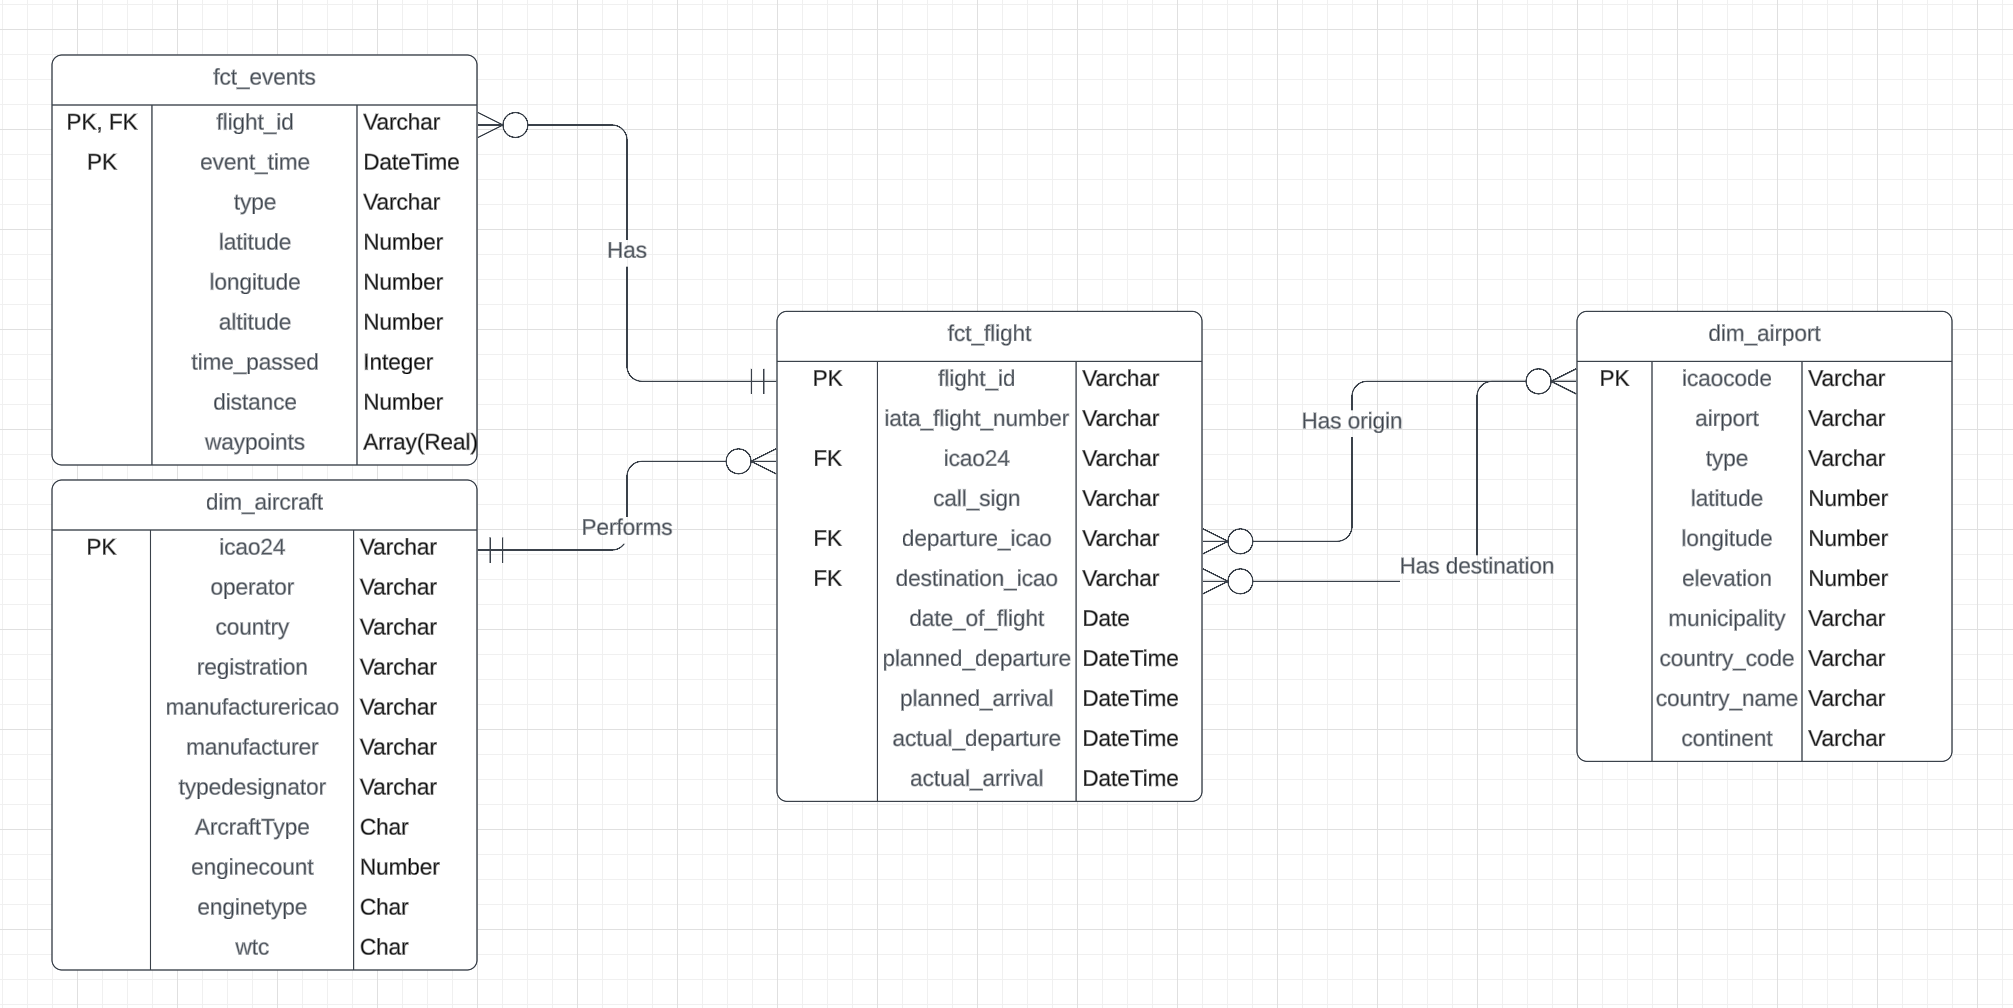 fct_events
PK, FK flight_id Varchar
PK event_time DateTime
type Varchar
latitude Number
longitude Number
altitude Number
time_passed Integer
distance Number
waypoints Array(Real)
dim_aircraft
PK icao24 Varchar
operator Varchar
country Varchar
registration Varchar
manufacturericao Varchar
manufacturer Varchar
typedesignator Varchar
ArcraftType Char
enginecount Number
enginetype Char
wtc Char
Has
Performs
fct_flight
PK flight_id Varchar
iata_flight_number Varchar
FK icao24 Varchar
call_sign Varchar
FK departure_icao Varchar
FK destination_icao Varchar
date_of_flight Date
planned_departure DateTime
planned_arrival DateTime
actual_departure DateTime
actual_arrival DateTime
Has origin
Has destination
dim_airport
PK icaocode Varchar
airport Varchar
type Varchar
latitude Number
longitude Number
elevation Number
municipality Varchar
country_code Varchar
country_name Varchar
continent Varchar